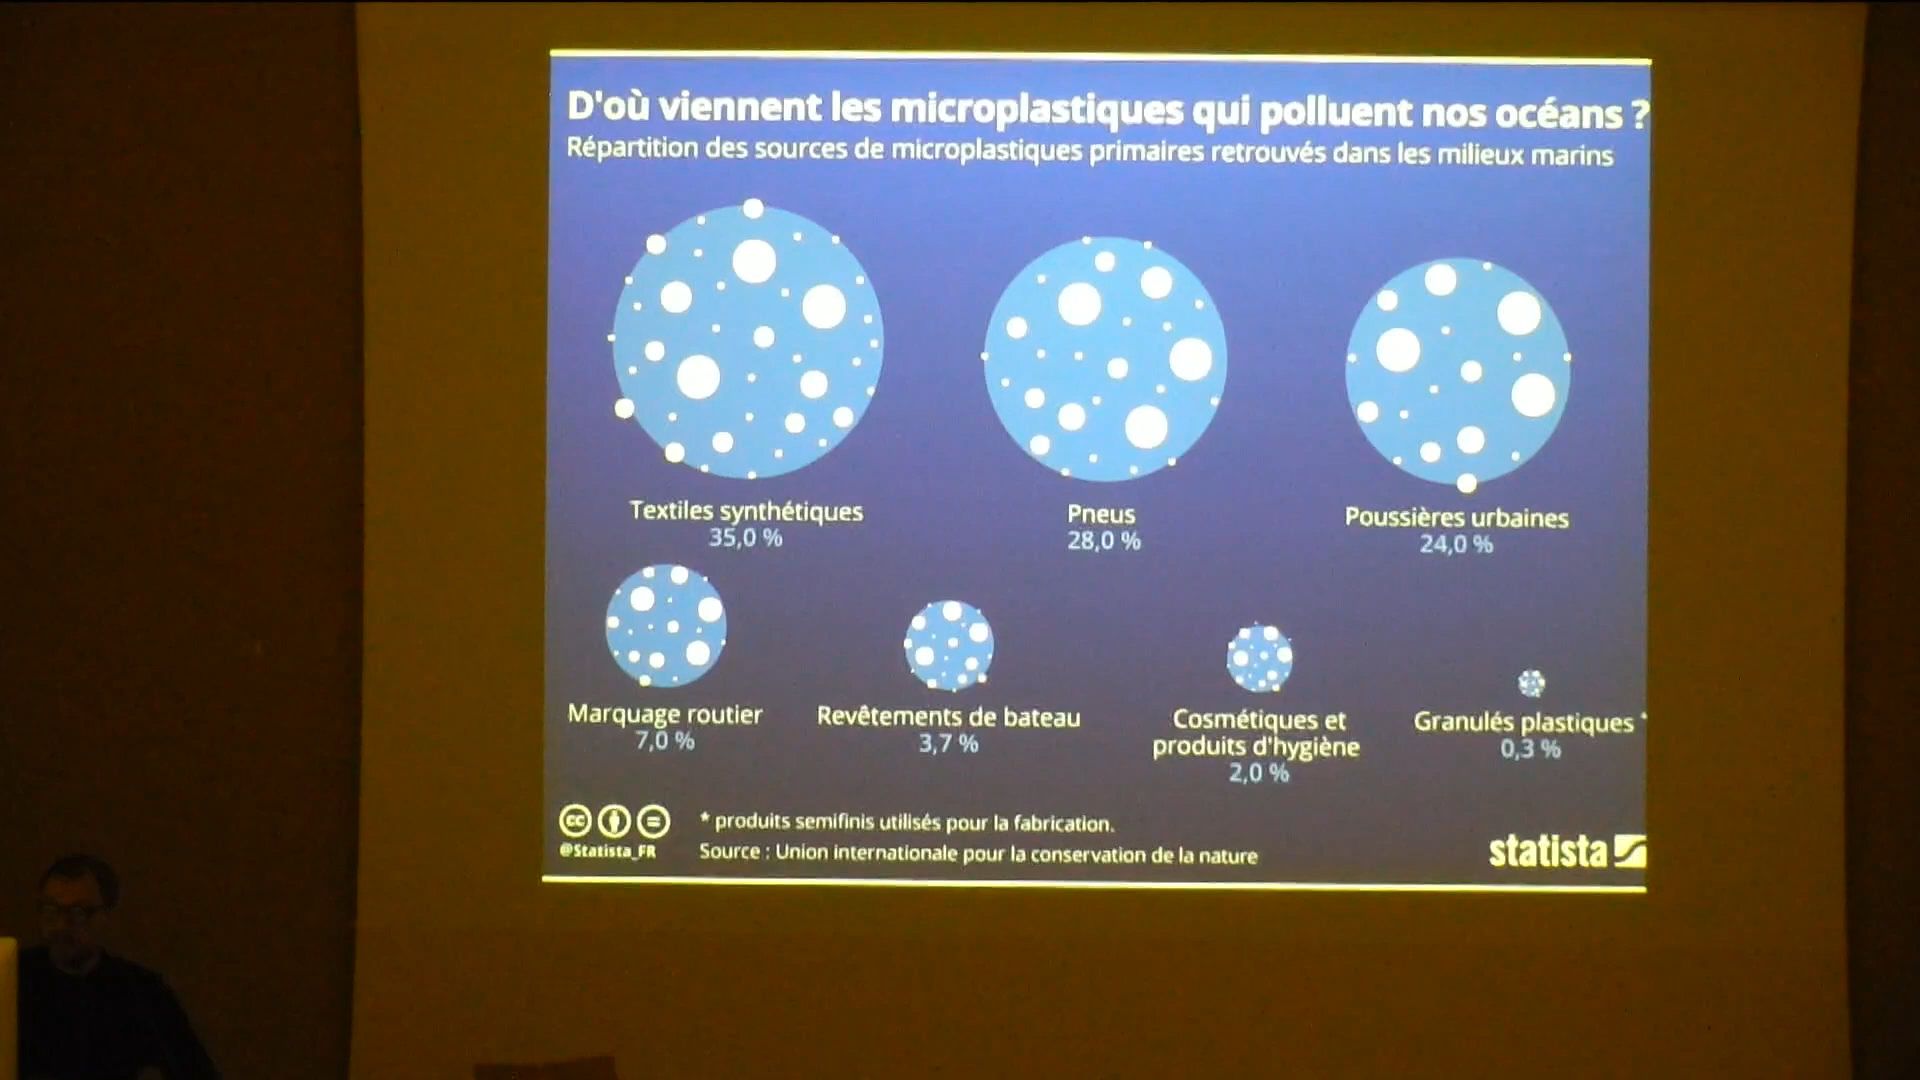 D'où viennent les microplastiques qui polluent nos océans ?
Répartition des sources de microplastiques primaires retrouvés dans les milieux marins
Textiles synthétiques
35,0 %
Pneus
28,0 %
Poussières urbaines
24,0 %
Marquage routier
7,0 %
Revêtements de bateau
3,7 %
Cosmétiques et
produits d'hygiène
2,0 %
Granulés plastiques *
0,3 %
cc
@Statista_FR
* produits semifinis utilisés pour la fabrication.
Source : Union internationale pour la conservation de la nature
statista